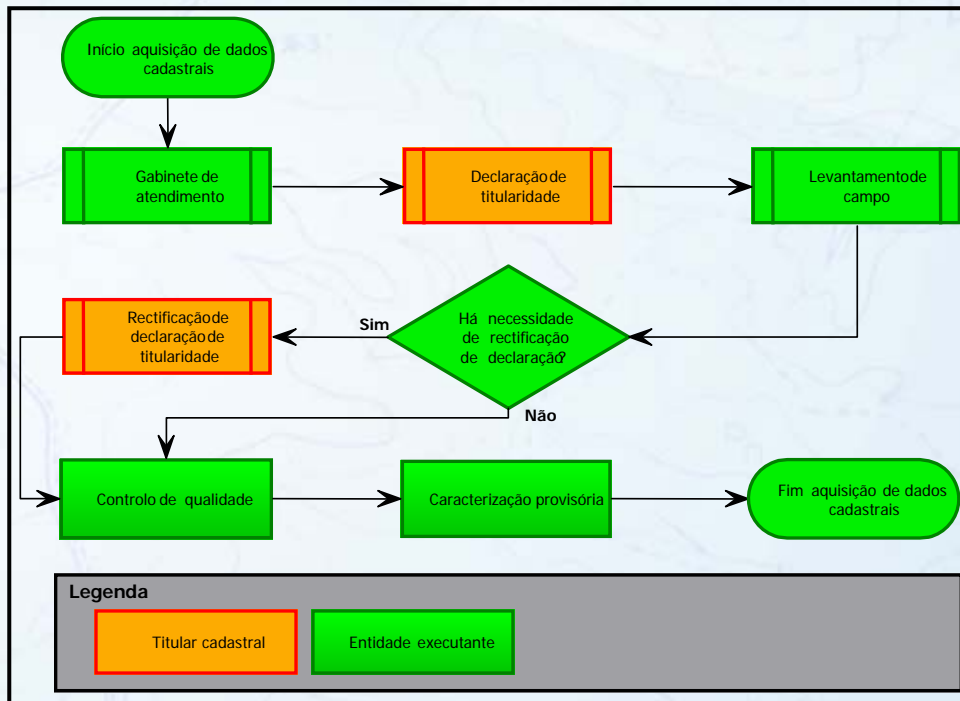 Início aquisição de dados
cadastrais
Gabinete de
atendimento
Declaração de
titularidade
Levantamento de
campo
Rectificação de
declaração de
titularidade
Sim
Há necessidade
de rectificação
de declaração?
Não
Controlo de qualidade
Caracterização provisória
Fim aquisição de dados
cadastrais
Legenda
Titular cadastral
Entidade executante